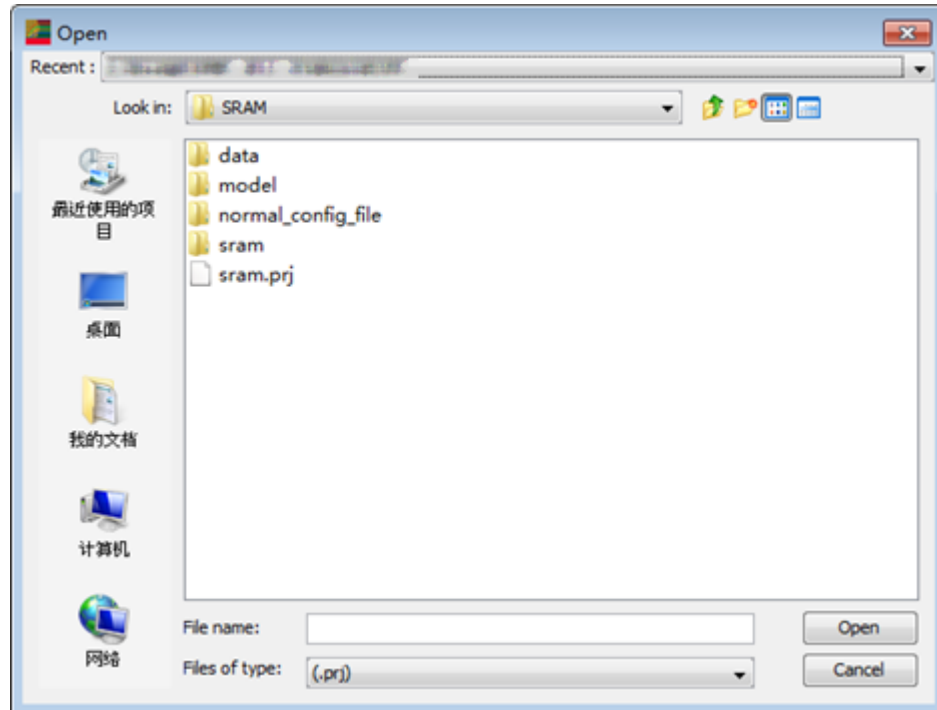 Open
Recent :
Look in: SRAM
data
model
normal_config_file
sram
sram.prj
最近使用的项
目
桌面
我的文档
计算机
网络
File name:
Open
Files of type: (.prj)
Cancel